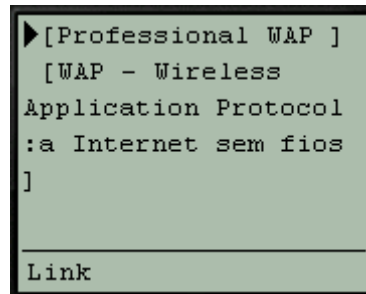 [Professional WAP ]
[WAP – Wireless
Application Protocol
:a Internet sem fios
]
Link